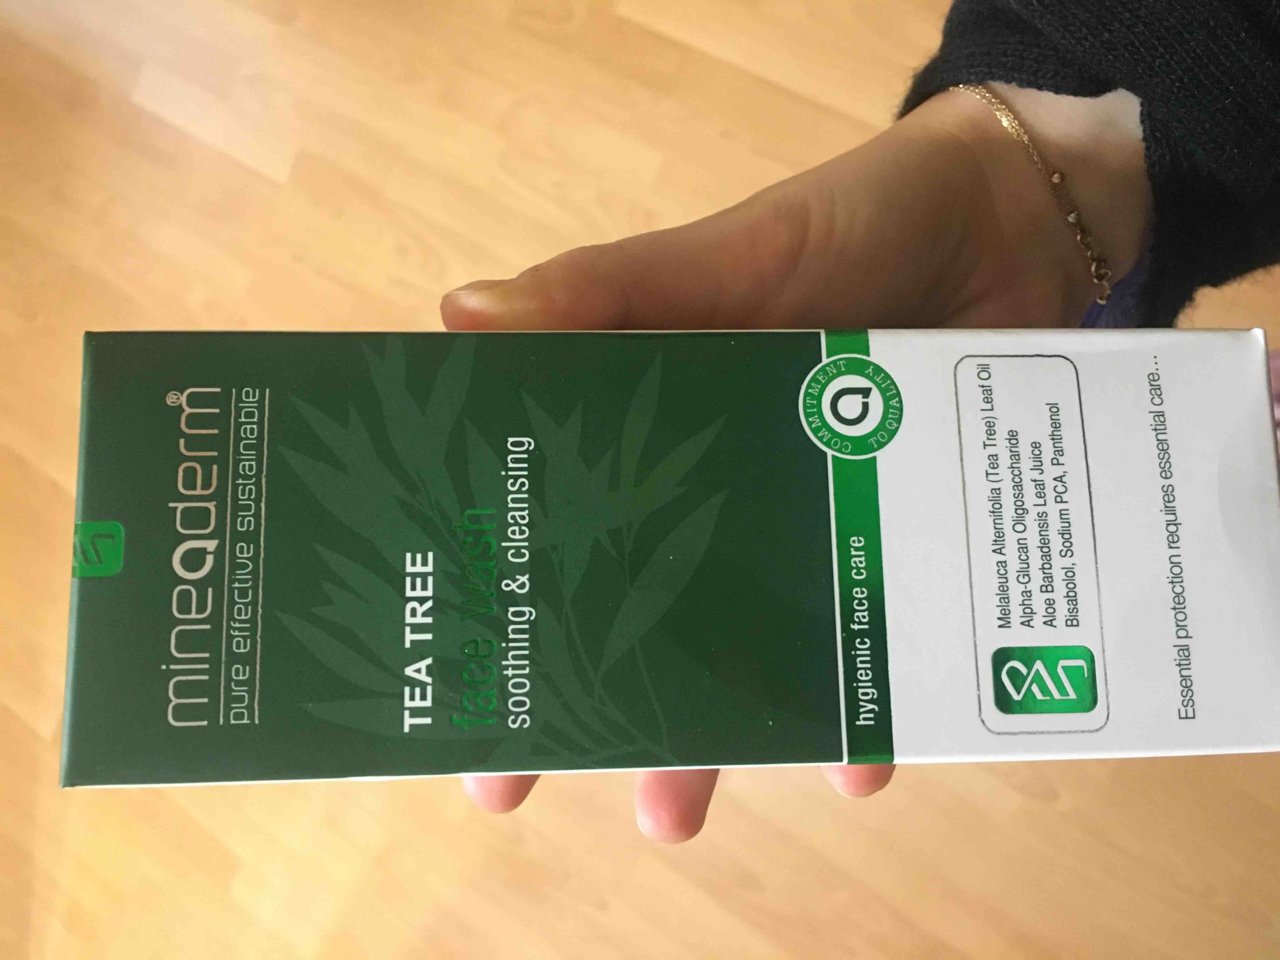 mineaderm®
pure effective sustainable
TEA TREE
face wash
soothing & cleansing
COMMITMENT TO QUALITY
hygienic face care
Melaleuca Alternifolia (Tea Tree) Leaf Oil
Alpha-Glucan Oligosaccharide
Aloe Barbadensis Leaf Juice
Bisabolol, Sodium PCA, Panthenol
Essential protection requires essential care...